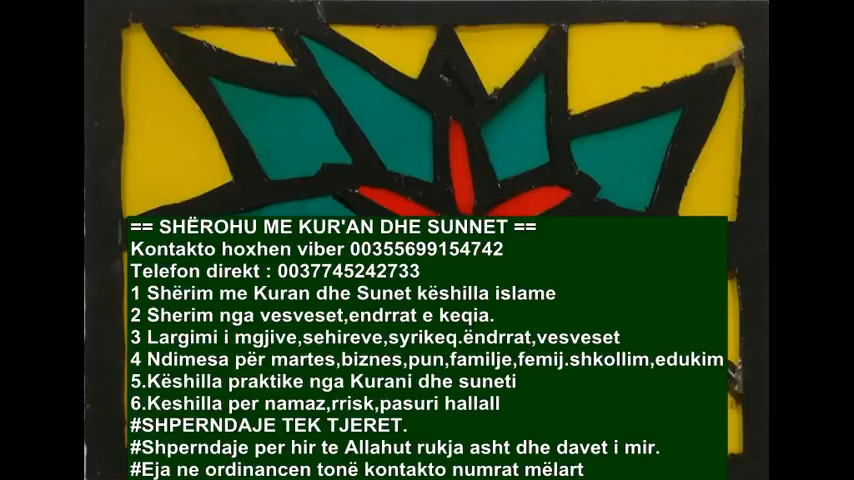 == SHËROHU ME KUR'AN DHE SUNNET ==
Kontakto hoxhen viber 00355699154742
Telefon direkt : 0037745242733
1 Shërim me Kuran dhe Sunet këshilla islame
2 Sherim nga vesveset,endrrat e keqia.
3 Largimi i mgjive,sehireve,syrikeq.ëndrrat,vesveset
4 Ndimesa për martes,biznes,pun,familje,femij.shkollim,edukim
5.Këshilla praktike nga Kurani dhe suneti
6.Keshilla per namaz,rrisk,pasuri hallall
#SHPERNDAJE TEK TJERET.
#Shperndaje per hir te Allahut rukja asht dhe davet i mir.
#Eja ne ordinancen tonë kontakto numrat mëlart